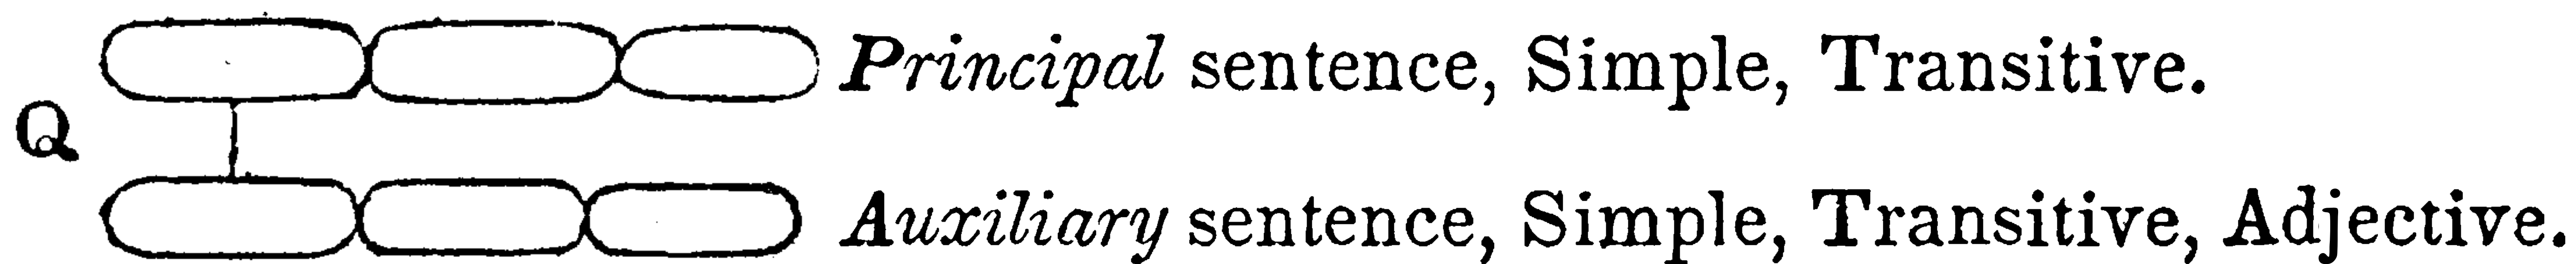 Principal sentence, Simple, Transitive.
Q
Auxiliary sentence, Simple, Transitive, Adjective.